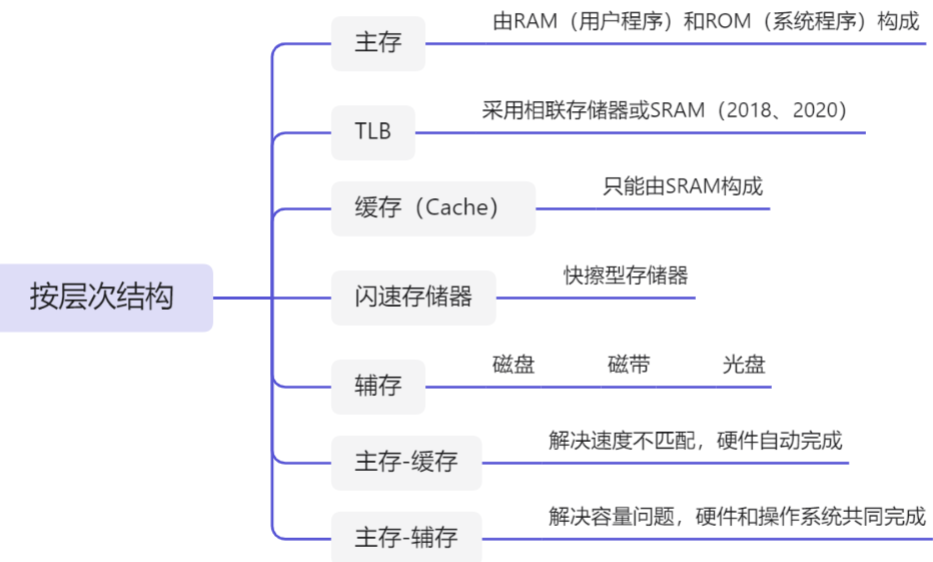 按层次结构
主存
由RAM（用户程序）和ROM（系统程序）构成
TLB
采用相联存储器或SRAM（2018、2020）
缓存（Cache）
只能由SRAM构成
闪速存储器
快擦型存储器
辅存
磁盘 磁带 光盘
主存-缓存
解决速度不匹配，硬件自动完成
主存-辅存
解决容量问题，硬件和操作系统共同完成